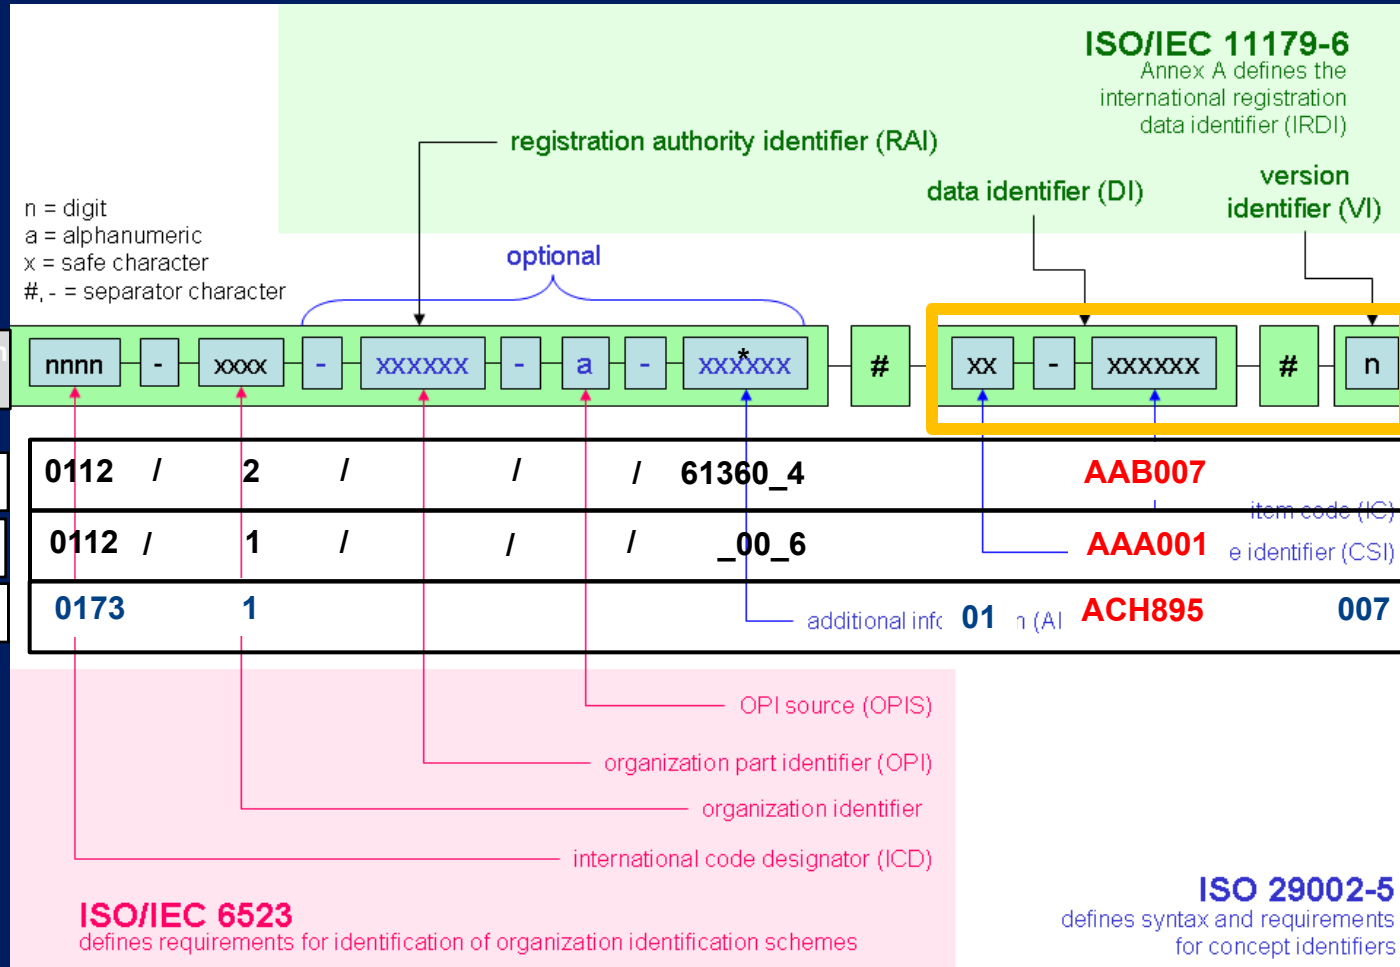 ISO/IEC 11179-6
Annex A defines the
international registration
data identifier (IRDI)
registration authority identifier (RAI)
data identifier (DI)
version
identifier (VI)
n = digit
a = alphanumeric
x = safe character
#, - = separator character
optional
nnnn - xxxx - xxxxxx - a - xxxxxx * # xx - xxxxxx # n
0112 / 2 / / / 61360_4 AAB007
item code (IC)
0112 / 1 / / / _00_6 AAA001 e identifier (CSI)
0173 1 additional info 01 n (AI ACH895 007
OPI source (OPIS)
organization part identifier (OPI)
organization identifier
international code designator (ICD)
ISO/IEC 6523
defines requirements for identification of organization identification schemes
ISO 29002-5
defines syntax and requirements
for concept identifiers